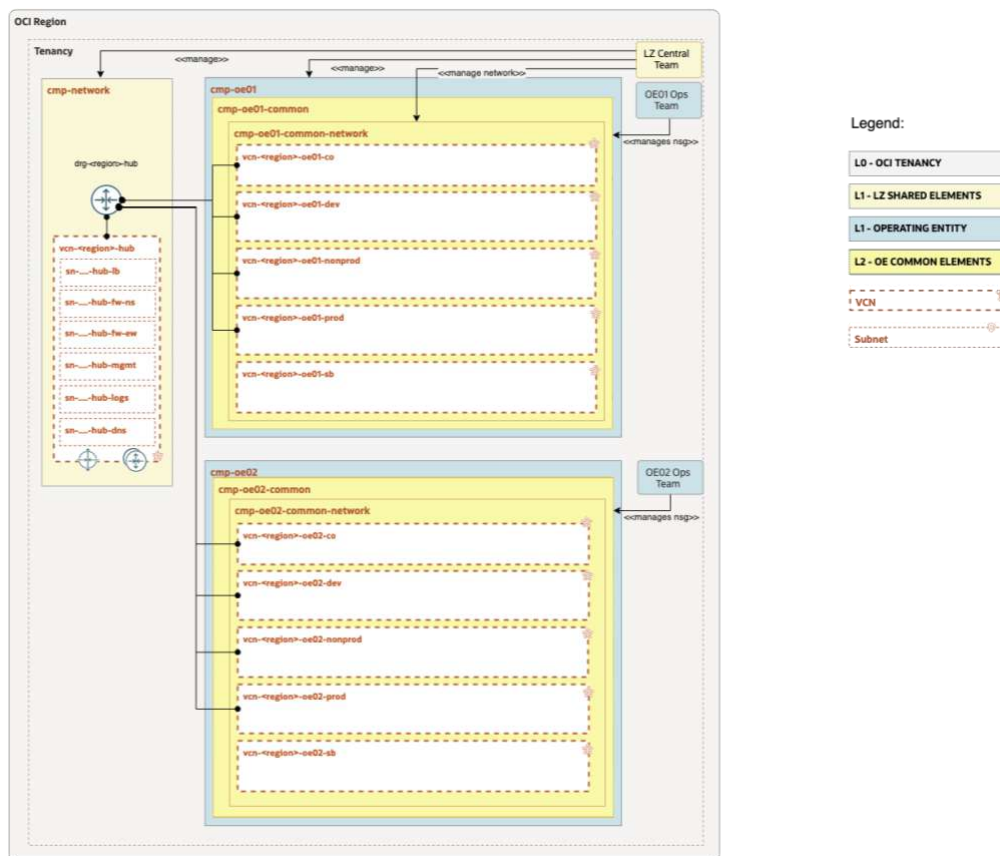 OCI Region
Tenancy
<<manage>>
<<manage>>
<<manage network>>
LZ Central
Team
cmp-network
drg-<region>-hub
vcn-<region>-hub
sn-__-hub-lb
sn-__-hub-fw-ns
sn-__-hub-fw-ew
sn-__-hub-mgmt
sn-__-hub-logs
sn-__-hub-dns
cmp-oe01
cmp-oe01-common
cmp-oe01-common-network
vcn-<region>-oe01-co
vcn-<region>-oe01-dev
vcn-<region>-oe01-nonprod
vcn-<region>-oe01-prod
vcn-<region>-oe01-sb
OE01 Ops
Team
<<manages nsg>>
cmp-oe02
cmp-oe02-common
cmp-oe02-common-network
vcn-<region>-oe02-co
vcn-<region>-oe02-dev
vcn-<region>-oe02-nonprod
vcn-<region>-oe02-prod
vcn-<region>-oe02-sb
OE02 Ops
Team
<<manages nsg>>
Legend:
L0 - OCI TENANCY
L1 - LZ SHARED ELEMENTS
L1 - OPERATING ENTITY
L2 - OE COMMON ELEMENTS
VCN
Subnet